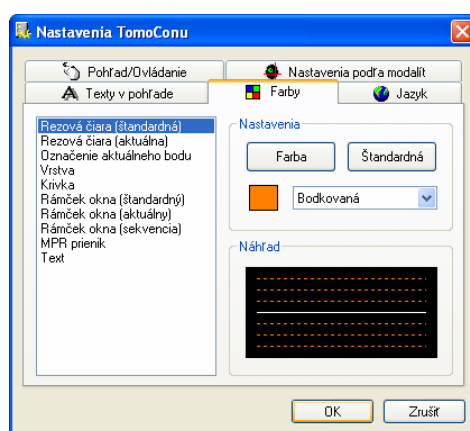 Nastavenia TomoConu
Pohľad/Ovládanie
Nastavenia podľa modalít
Texty v pohľade
Farby
Jazyk
Rezová čiara (štandardná)
Rezová čiara (aktuálna)
Označenie aktuálneho bodu
Vrstva
Krivka
Rámček okna (štandardný)
Rámček okna (aktuálny)
Rámček okna (sekvencia)
MPR prienik
Text
Nastavenia
Farba
Štandardná
Bodkovaná
Náhľad
OK
Zrušiť